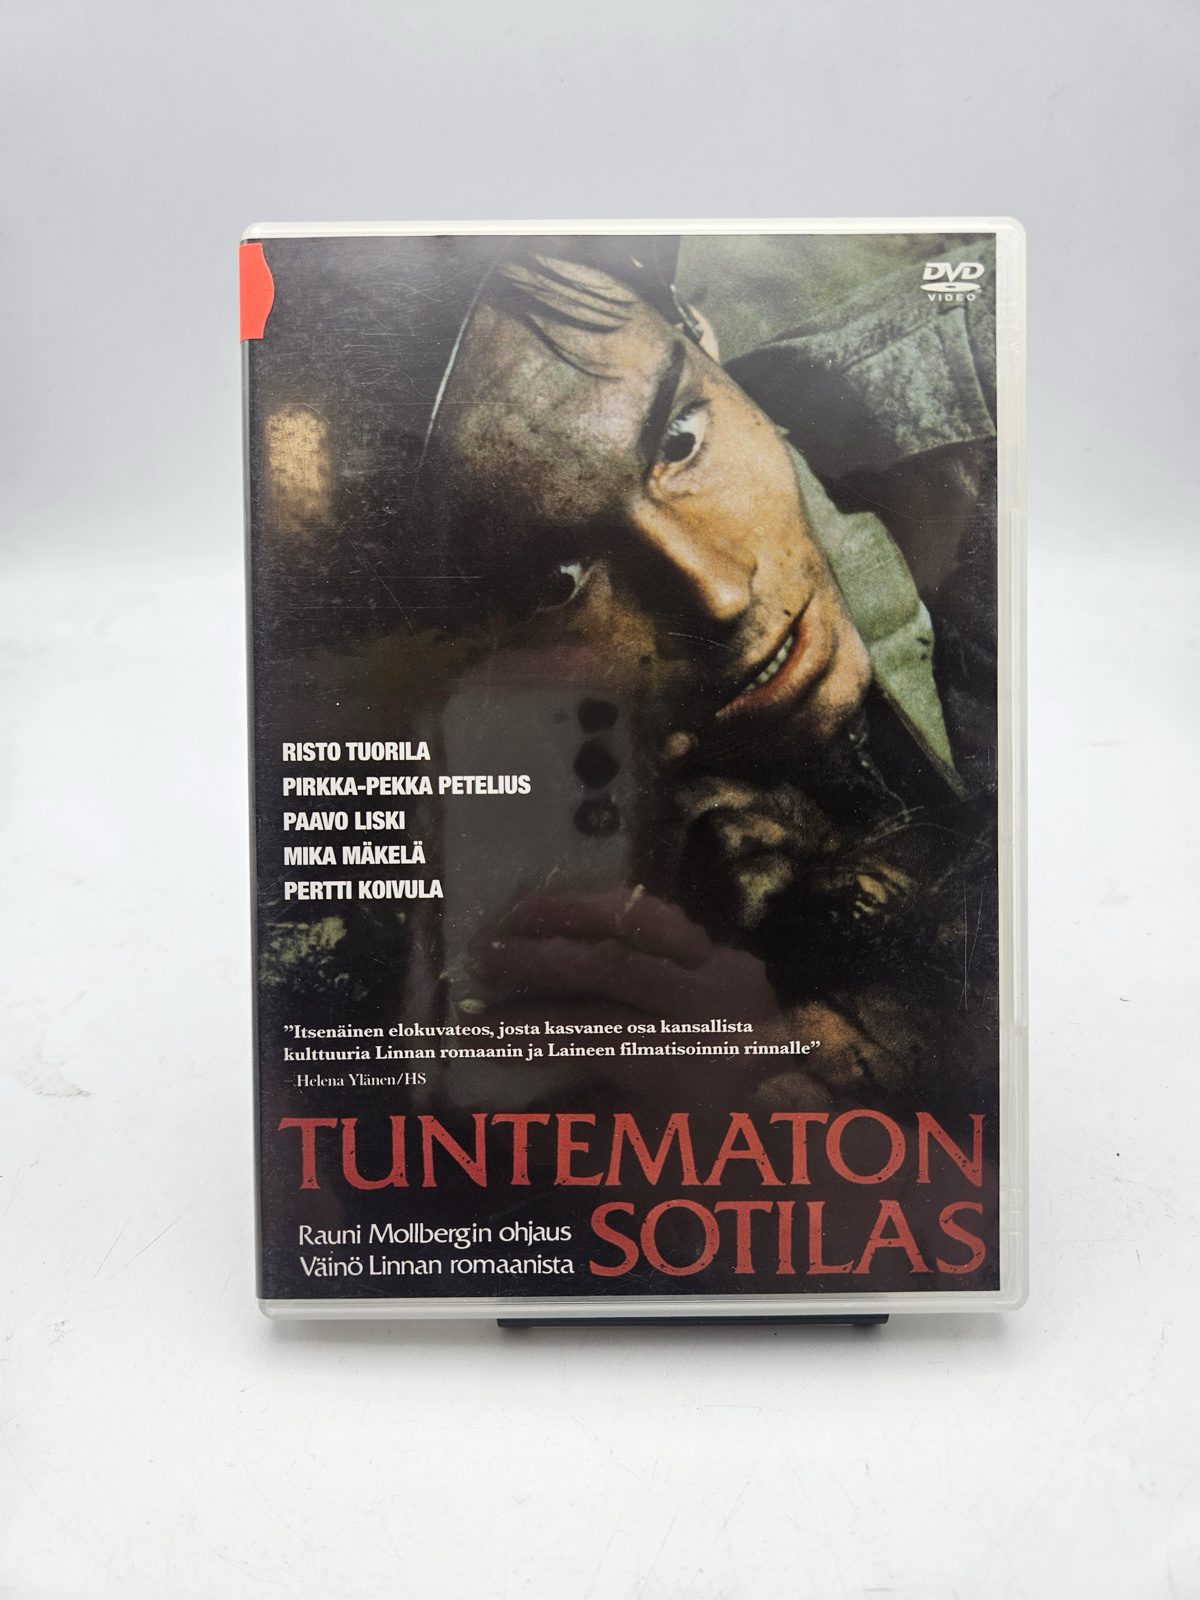 DVD
VIDEO
RISTO TUORILA
PIRKKA-PEKKA PETELIUS
PAAVO LISKI
MIKA MÄKELÄ
PERTTI KOIVULA
”Itsenäinen elokuvateos, josta kasvanee osa kansallista
kulttuuria Linnan romaanin ja Laineen filmatisoinnin rinnalle”
– Helena Ylänen/HS
TUNTEMATON
SOTILAS
Rauni Mollbergin ohjaus
Väinö Linnan romaanista